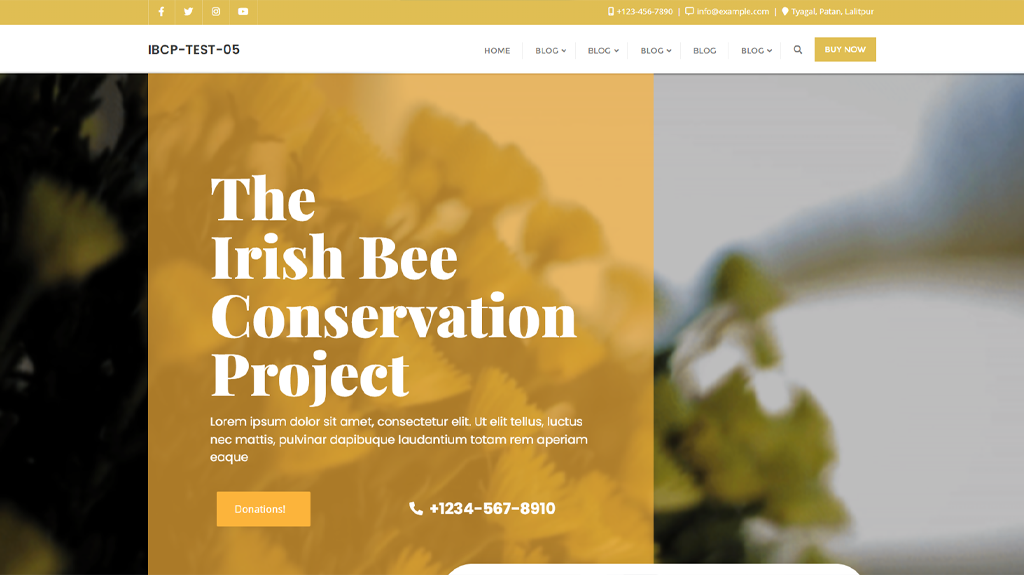 +123-456-7890 | info@example.com | Tyagal, Patan, Lalitpur
IBCP-TEST-05
HOME BLOG BLOG BLOG BLOG BLOG BUY NOW
The
Irish Bee
Conservation
Project
Lorem ipsum dolor sit amet, consectetur elit. Ut elit tellus, luctus
nec mattis, pulvinar dapibuque laudantium totam rem aperiam
eaque
Donations!
+1234-567-8910